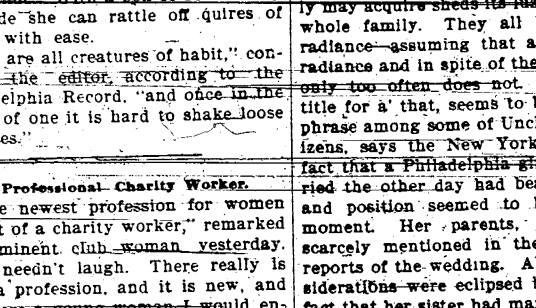 de she can rattle off quires of
with ease.
are all creatures of habit," con-
the editor, according to the
elphia Record, "and once in the
of one it is hard to shake loose
es."
Professional Charity Worker.
e newest profession for women
t of a charity worker," remarked
minent club woman yesterday.
needn't laugh. There really is
a profession, and it is new, and
I would en-
ly may acquire sheds its
whole family. They all
radiance assuming that a
radiance and in spite of the
only too often does not.
title for a' that, seems to
phrase among some of Unc
izens, says the New York
fact that a Philadelphia gi
ried the other day had be
and position seemed to
moment. Her parents,
scarcely mentioned in the
reports of the wedding. A
siderations were eclipsed b
fact that her sister had ma